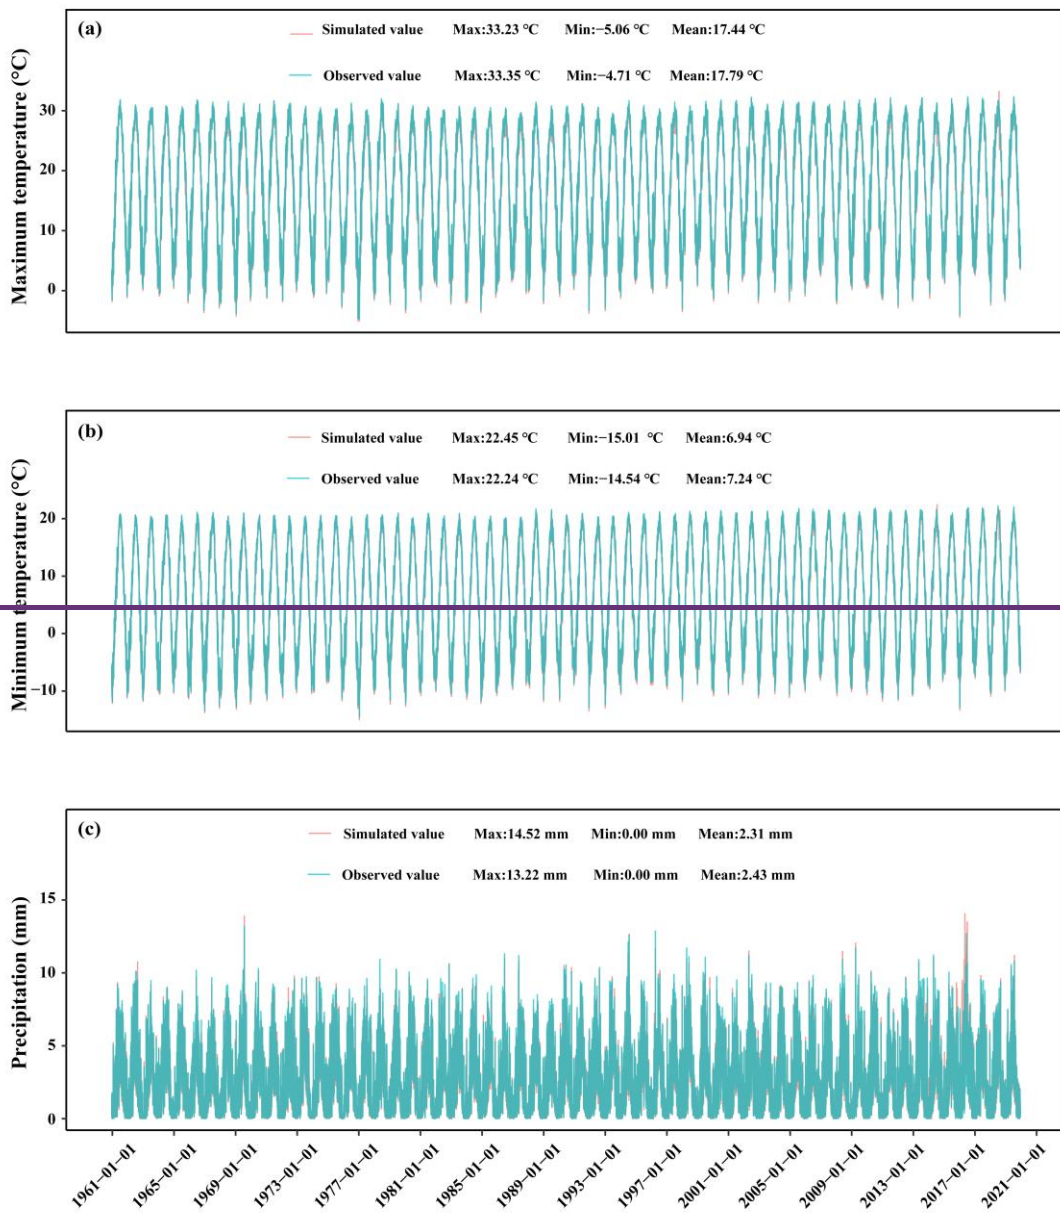 (a)
Simulated value Max:33.23 °C Min:−5.06 °C Mean:17.44 °C
Observed value Max:33.35 °C Min:−4.71 °C Mean:17.79 °C
Maximum temperature (°C)
30
20
10
0
(b)
Simulated value Max:22.45 °C Min:−15.01 °C Mean:6.94 °C
Observed value Max:22.24 °C Min:−14.54 °C Mean:7.24 °C
Minimum temperature (°C)
20
10
0
−10
(c)
Simulated value Max:14.52 mm Min:0.00 mm Mean:2.31 mm
Observed value Max:13.22 mm Min:0.00 mm Mean:2.43 mm
Precipitation (mm)
15
10
5
0
1961−01−01
1965−01−01
1969−01−01
1973−01−01
1977−01−01
1981−01−01
1985−01−01
1989−01−01
1993−01−01
1997−01−01
2001−01−01
2005−01−01
2009−01−01
2013−01−01
2017−01−01
2021−01−01